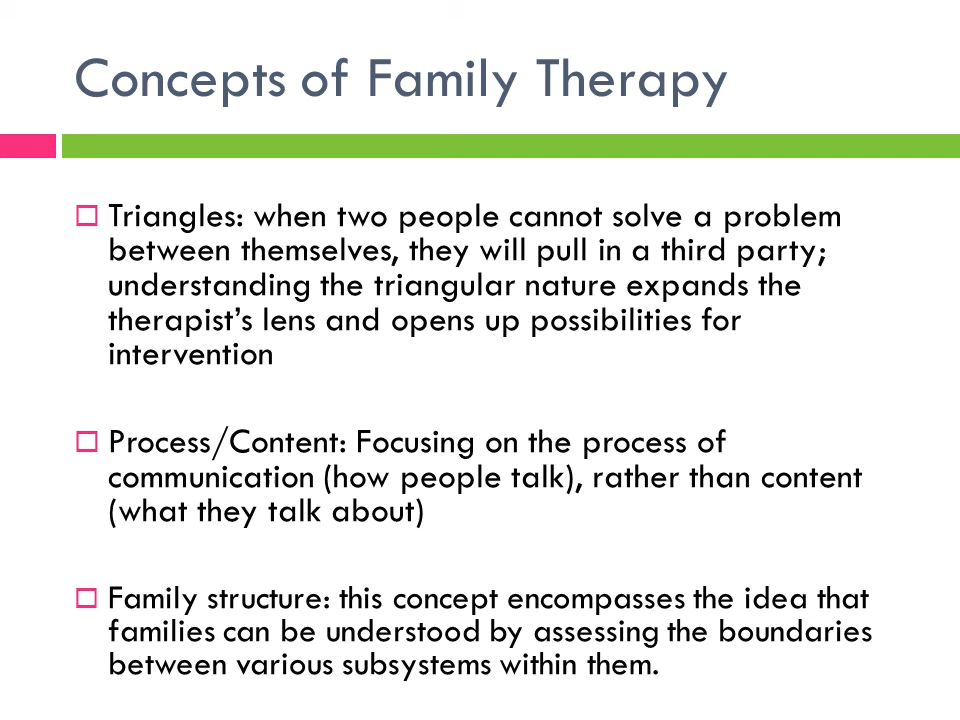 Concepts of Family Therapy
Triangles: when two people cannot solve a problem
between themselves, they will pull in a third party;
understanding the triangular nature expands the
therapist’s lens and opens up possibilities for
intervention
Process/Content: Focusing on the process of
communication (how people talk), rather than content
(what they talk about)
Family structure: this concept encompasses the idea that
families can be understood by assessing the boundaries
between various subsystems within them.